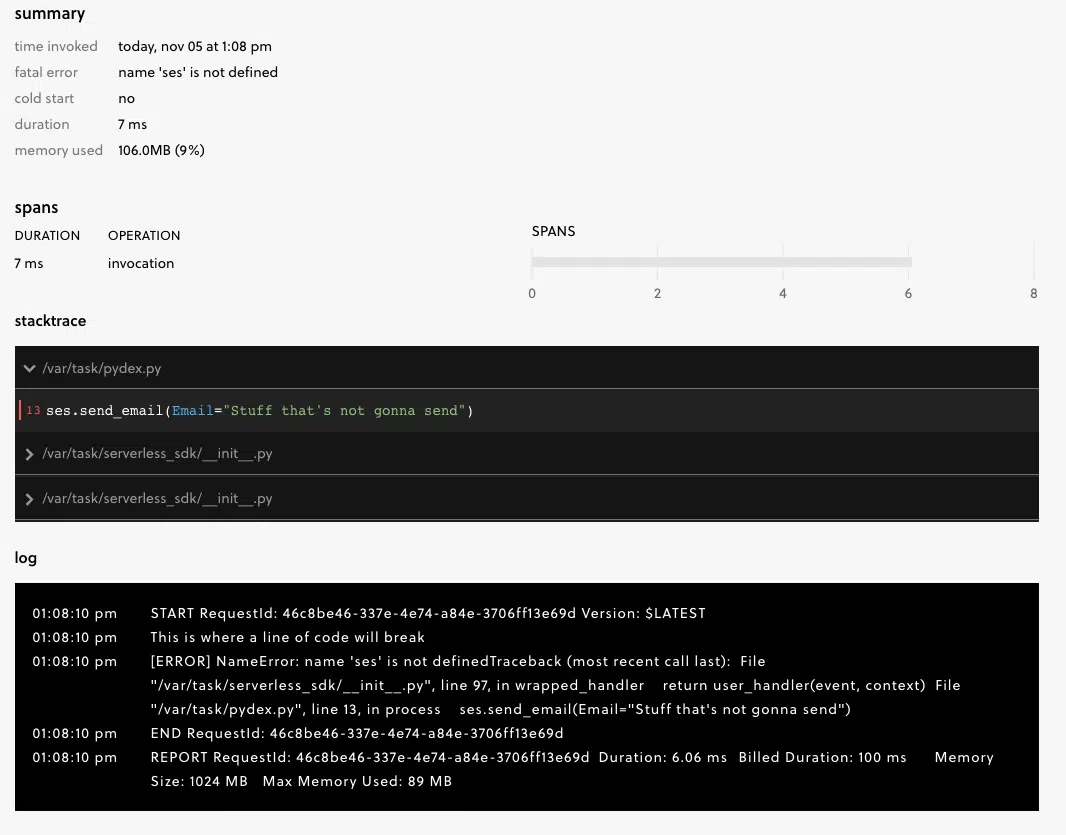 summary
time invoked today, nov 05 at 1:08 pm
fatal error name 'ses' is not defined
cold start no
duration 7 ms
memory used 106.0MB (9%)
spans
DURATION OPERATION
7 ms invocation
SPANS
0 2 4 6 8
stacktrace
/var/task/pydex.py
13 ses.send_email(Email="Stuff that's not gonna send")
/var/task/serverless_sdk/__init__.py
/var/task/serverless_sdk/__init__.py
log
01:08:10 pm START RequestId: 46c8be46-337e-4e74-a84e-3706ff13e69d Version: $LATEST
01:08:10 pm This is where a line of code will break
01:08:10 pm [ERROR] NameError: name 'ses' is not definedTraceback (most recent call last): File
"/var/task/serverless_sdk/__init__.py", line 97, in wrapped_handler return user_handler(event, context) File
"/var/task/pydex.py", line 13, in process ses.send_email(Email="Stuff that's not gonna send")
01:08:10 pm END RequestId: 46c8be46-337e-4e74-a84e-3706ff13e69d
01:08:10 pm REPORT RequestId: 46c8be46-337e-4e74-a84e-3706ff13e69d Duration: 6.06 ms Billed Duration: 100 ms Memory
Size: 1024 MB Max Memory Used: 89 MB